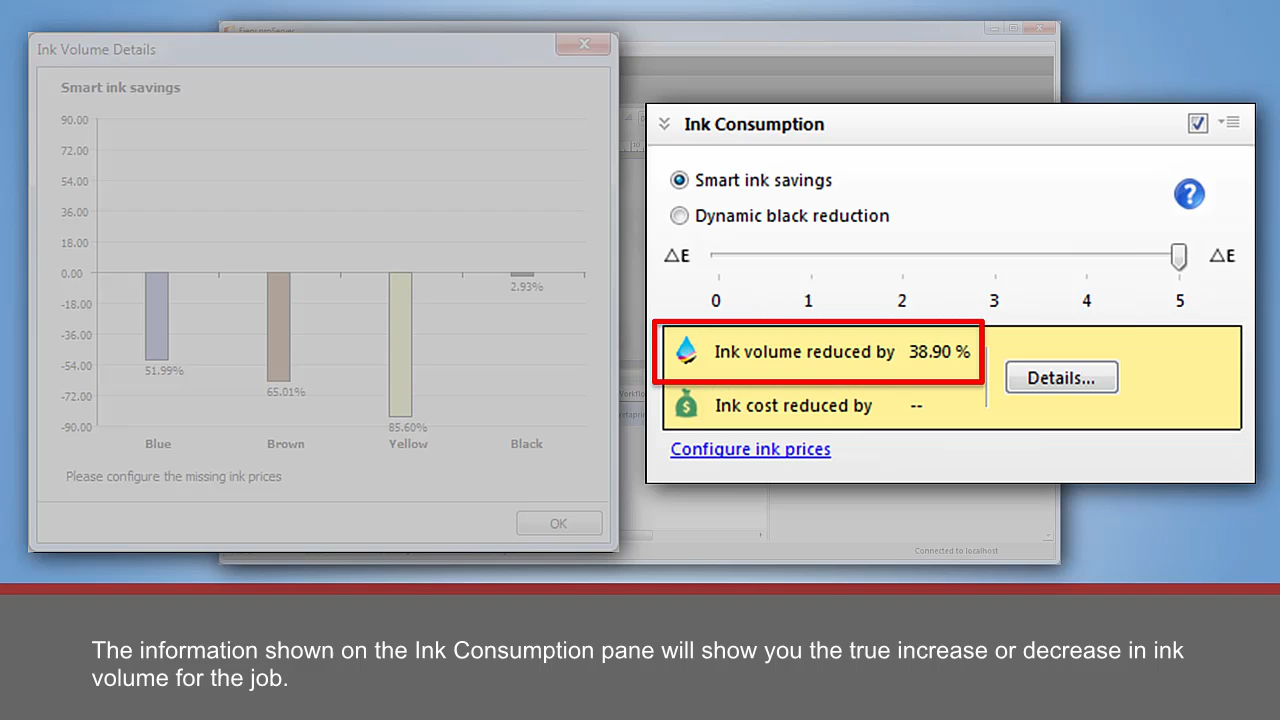 Ink Volume Details
Smart ink savings
90.00
72.00
54.00
36.00
18.00
0.00
-18.00
-36.00
-54.00
-72.00
-90.00
51.99%
65.01%
85.60%
2.93%
Blue Brown Yellow Black
Please configure the missing ink prices
OK
Ink Consumption
Smart ink savings
?
Dynamic black reduction
△E △E
0 1 2 3 4 5
Ink volume reduced by 38.90 %
Details...
$ Ink cost reduced by --
Configure ink prices
Workflo
Connected to localhost
The information shown on the Ink Consumption pane will show you the true increase or decrease in ink
volume for the job.